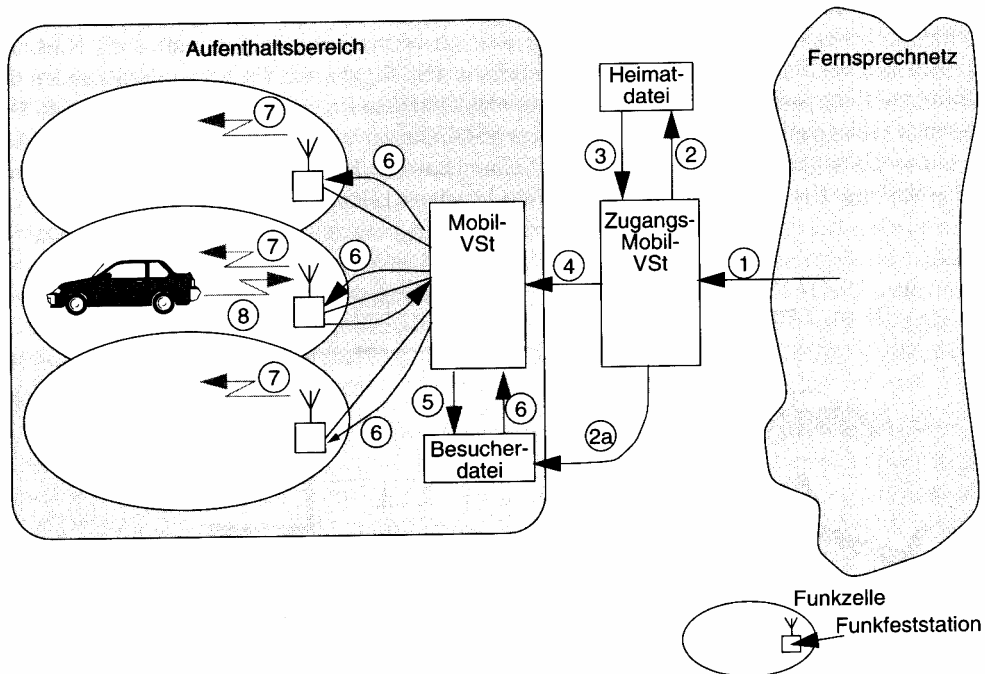 Aufenthaltsbereich
Fernsprechnetz
Heimat-
datei
7
6
3
2
Mobil-
VSt
Zugangs-
Mobil-
VSt
7
6
4
1
8
7
6
5
6
2a
Besucher-
datei
Funkzelle
Funkfeststation